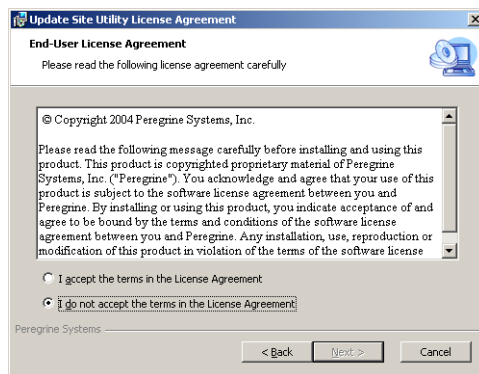 Update Site Utility License Agreement
End-User License Agreement
Please read the following license agreement carefully
© Copyright 2004 Peregrine Systems, Inc.
Please read the following message carefully before installing and using this
product. This product is copyrighted proprietary material of Peregrine
Systems, Inc. ("Peregrine"). You acknowledge and agree that your use of this
product is subject to the software license agreement between you and
Peregrine. By installing or using this product, you indicate acceptance of and
agree to be bound by the terms and conditions of the software license
agreement between you and Peregrine. Any installation, use, reproduction or
modification of this product in violation of the terms of the software license
I accept the terms in the License Agreement
I do not accept the terms in the License Agreement
Peregrine Systems
< Back Next > Cancel